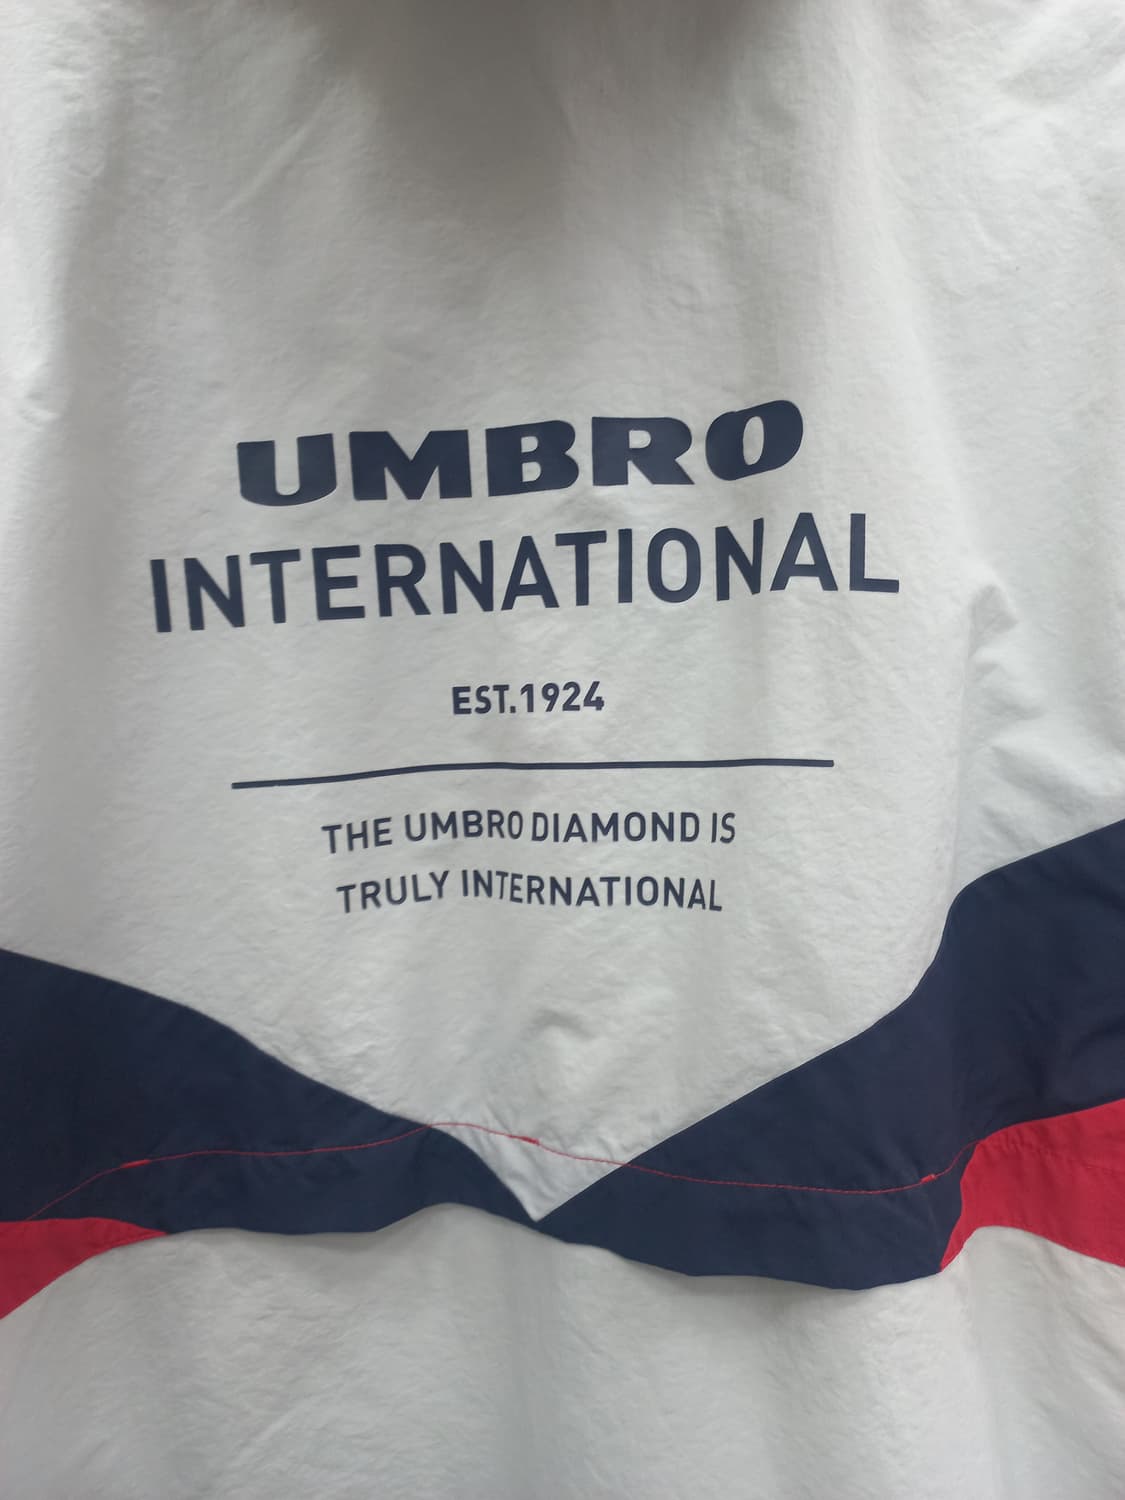 UMBRO
INTERNATIONAL
EST.1924
THE UMBRO DIAMOND IS
TRULY INTERNATIONAL